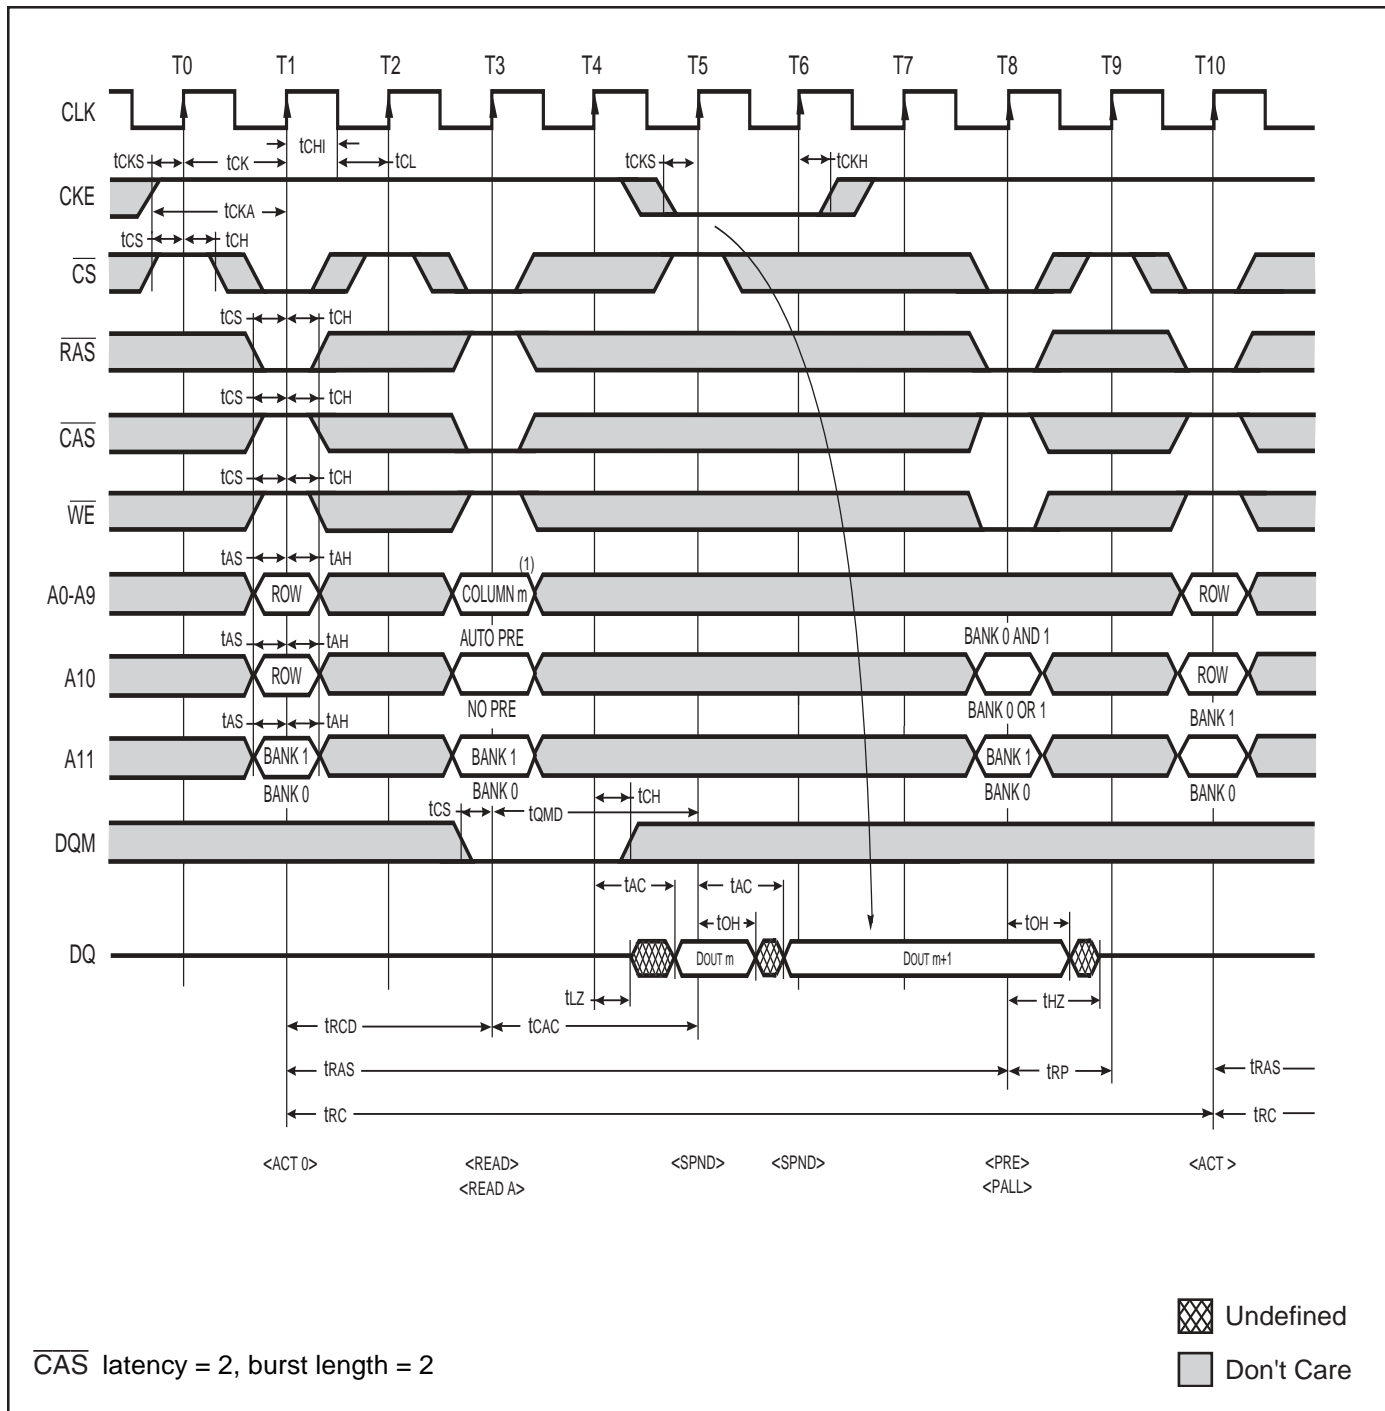 T0 T1 T2 T3 T4 T5 T6 T7 T8 T9 T10
CLK
tCHI
tCKS tCK tCL tCKS tCKH
CKE
tCKA
tCS tCH
CS
tCS tCH
RAS
tCS tCH
CAS
tCS tCH
WE
tAS tAH (1)
A0-A9 ROW COLUMN m ROW
AUTO PRE BANK 0 AND 1
tAS tAH
A10 ROW ROW
NO PRE BANK 0 OR 1 BANK 1
tAS tAH
A11 BANK 1 BANK 1 BANK 1
BANK 0 BANK 0 BANK 0 BANK 0
tCS tQMD tCH
DQM
tAC tAC
tOH tOH
DQ DOUT m DOUT m+1
tLZ tHZ
tRCD tCAC
tRAS tRP tRAS
tRC tRC
<ACT 0> <READ> <SPND> <SPND> <PRE> <ACT >
<READ A> <PALL>
Undefined
CAS latency = 2, burst length = 2
Don't Care